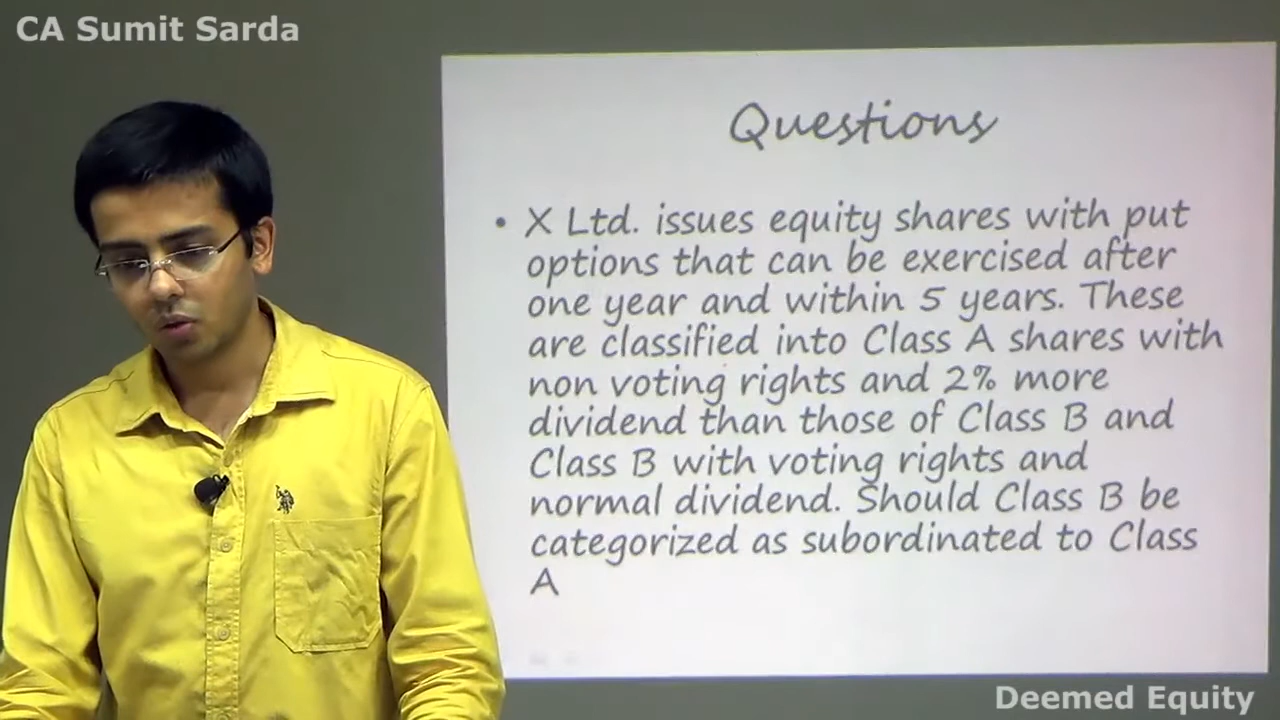 CA Sumit Sarda
Questions
• X Ltd. issues equity shares with put
options that can be exercised after
one year and within 5 years. These
are classified into Class A shares with
non voting rights and 2% more
dividend than those of Class B and
Class B with voting rights and
normal dividend. Should Class B be
categorized as subordinated to Class
A
Deemed Equity